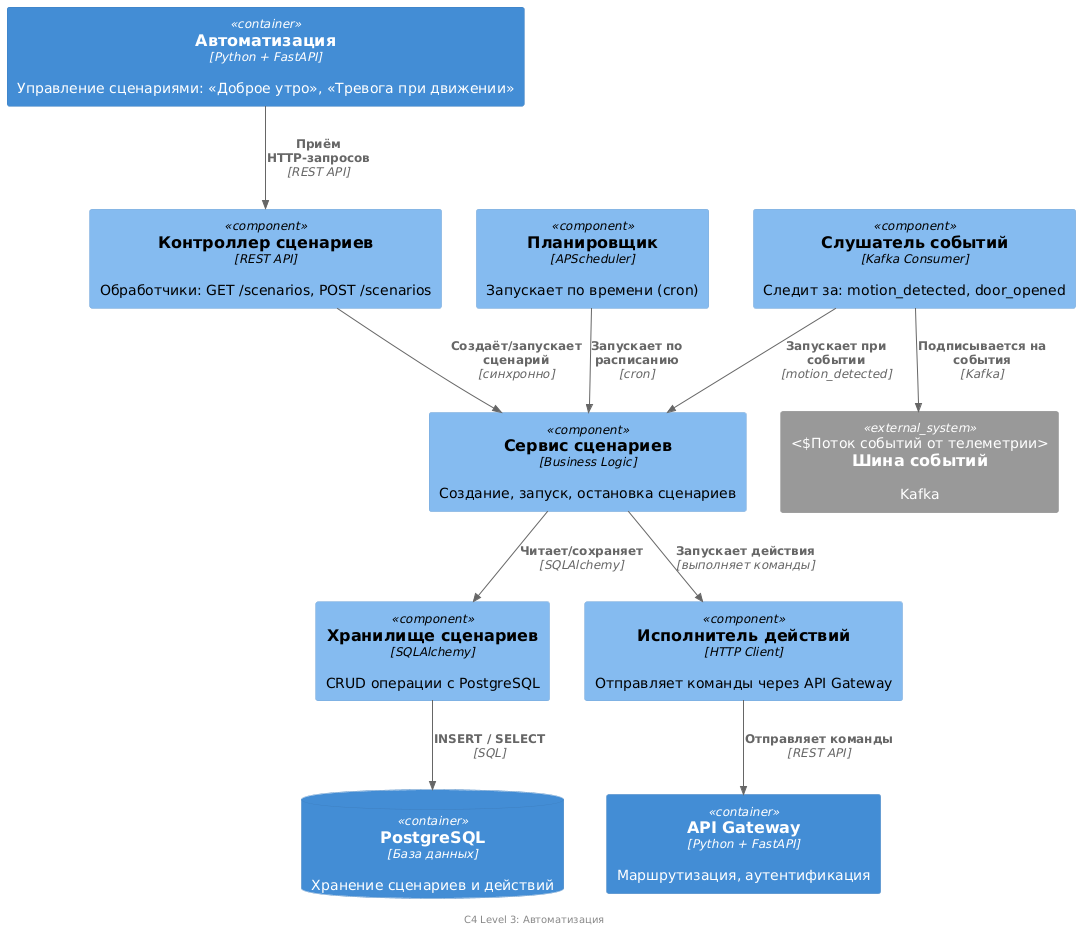 «container»
Автоматизация
[Python + FastAPI]
Управление сценариями: «Доброе утро», «Тревога при движении»
Приём
HTTP-запросов
[REST API]
«component»
Контроллер сценариев
[REST API]
Обработчики: GET /scenarios, POST /scenarios
«component»
Планировщик
[APScheduler]
Запускает по времени (cron)
«component»
Слушатель событий
[Kafka Consumer]
Следит за: motion_detected, door_opened
Создаёт/запускает
сценарий
[синхронно]
Запускает по
расписанию
[cron]
Запускает при
событии
[motion_detected]
Подписывается на
события
[Kafka]
«component»
Сервис сценариев
[Business Logic]
Создание, запуск, остановка сценариев
«external_system»
<$Поток событий от телеметрии>
Шина событий
Kafka
Читает/сохраняет
[SQLAlchemy]
Запускает действия
[выполняет команды]
«component»
Хранилище сценариев
[SQLAlchemy]
CRUD операции с PostgreSQL
«component»
Исполнитель действий
[HTTP Client]
Отправляет команды через API Gateway
INSERT / SELECT
[SQL]
Отправляет команды
[REST API]
«container»
PostgreSQL
[База данных]
Хранение сценариев и действий
«container»
API Gateway
[Python + FastAPI]
Маршрутизация, аутентификация
C4 Level 3: Автоматизация